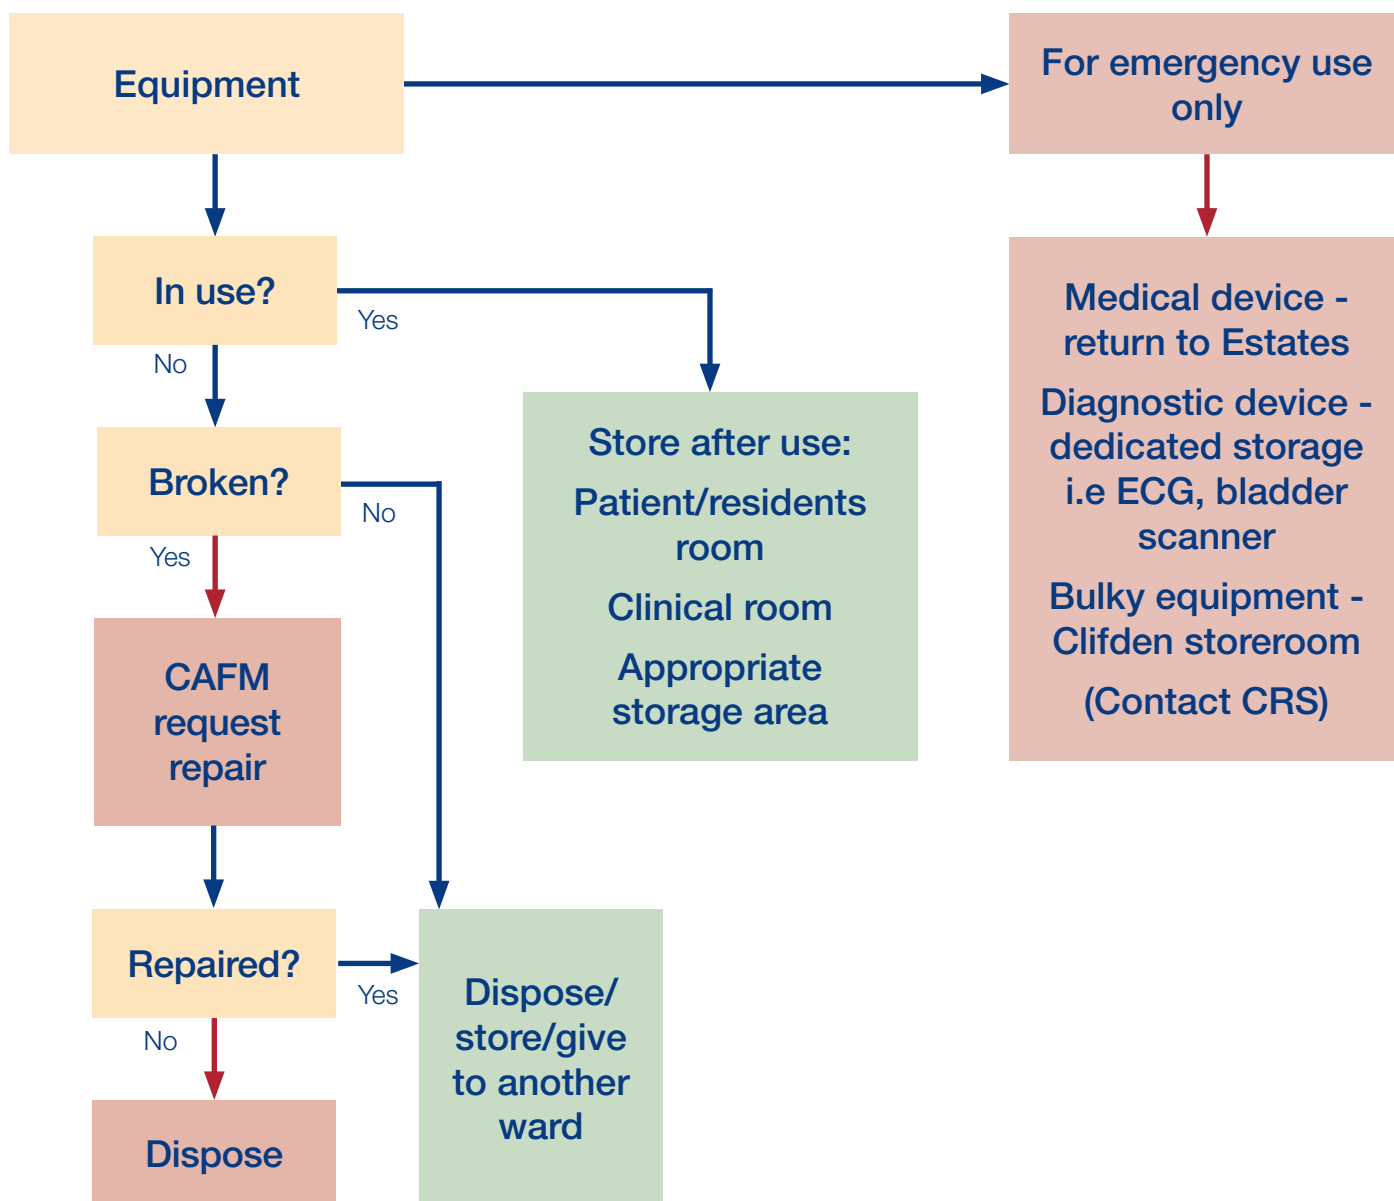 Equipment
For emergency use
only
In use?
Yes
No
Broken?
No
Yes
CAFM
request
repair
Repaired?
Yes
No
Dispose
Dispose/
store/give
to another
ward
Store after use:
Patient/residents
room
Clinical room
Appropriate
storage area
Medical device -
return to Estates
Diagnostic device -
dedicated storage
i.e ECG, bladder
scanner
Bulky equipment -
Clifden storeroom
(Contact CRS)